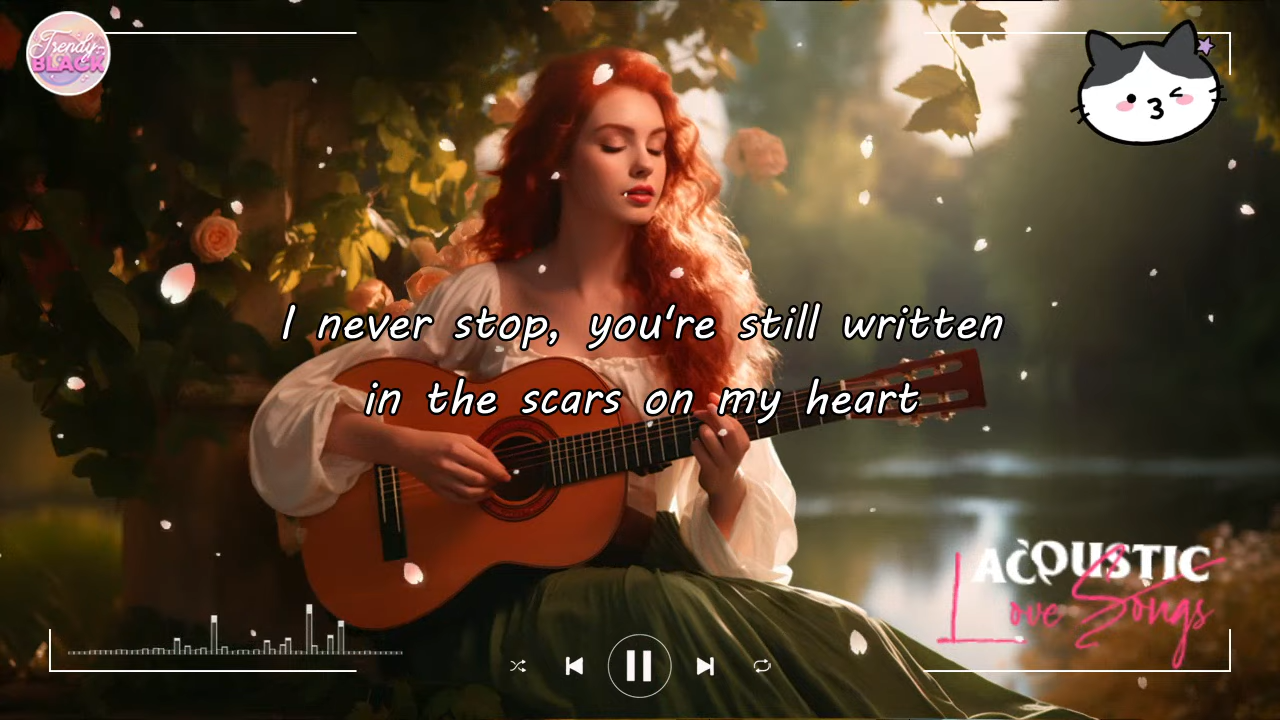 Trendy
BLACK
I never stop, you're still written
in the scars on my heart
ACOUSTIC
Love Songs